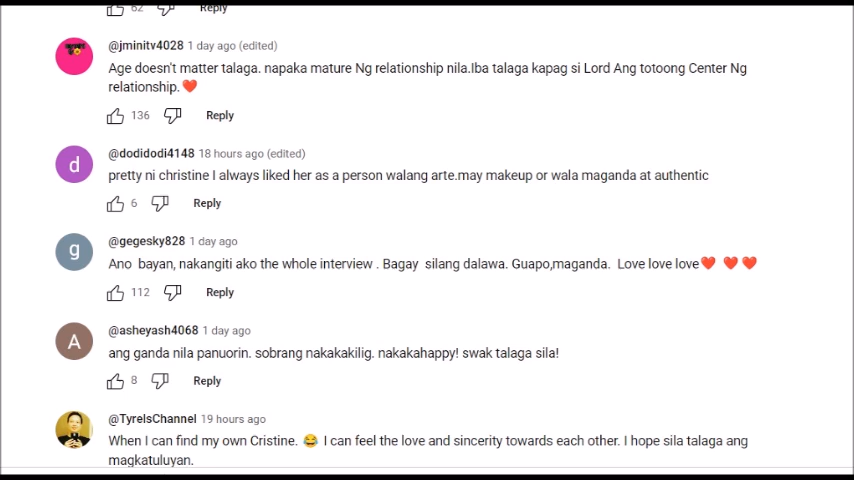 62 Reply
@jminitv4028 1 day ago (edited)
Age doesn't matter talaga. napaka mature Ng relationship nila.Iba talaga kapag si Lord Ang totoong Center Ng
relationship.❤️
136 Reply
d @dodidodi4148 18 hours ago (edited)
pretty ni christine I always liked her as a person walang arte.may makeup or wala maganda at authentic
6 Reply
g @gegesky828 1 day ago
Ano bayan, nakangiti ako the whole interview . Bagay silang dalawa. Guapo,maganda. Love love love❤️ ❤️ ❤️
112 Reply
A @asheyash4068 1 day ago
ang ganda nila panuorin. sobrang nakakakilig. nakakahappy! swak talaga sila!
8 Reply
@TyrelsChannel 19 hours ago
When I can find my own Cristine. 😂 I can feel the love and sincerity towards each other. I hope sila talaga ang
magkatuluyan.